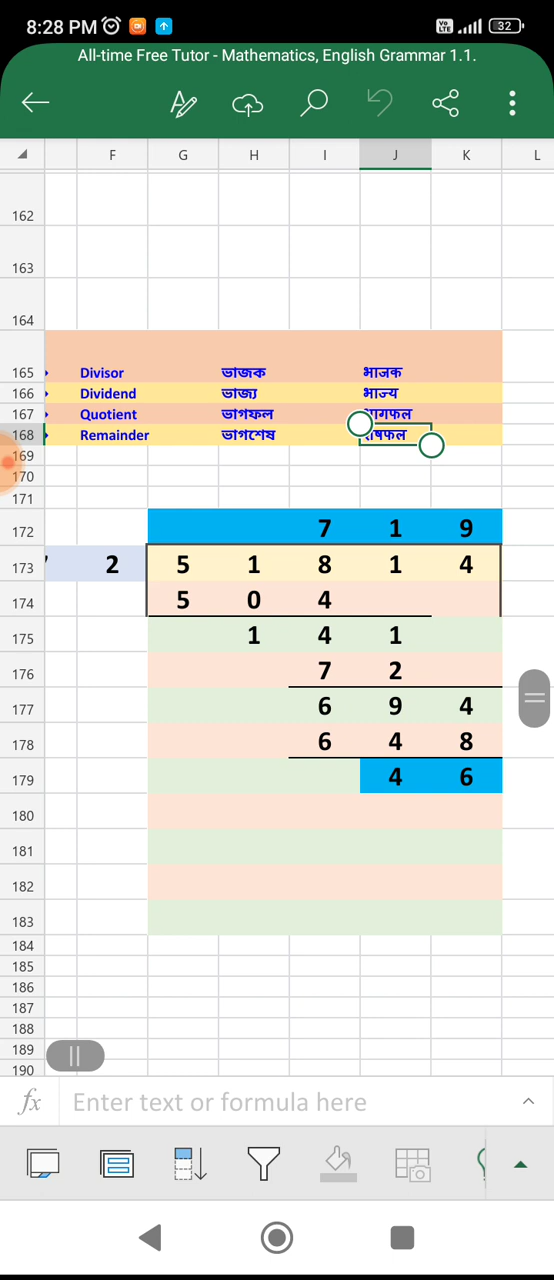 8:28 PM Vo LTE 32
All-time Free Tutor - Mathematics, English Grammar 1.1.
F G H I J K L
162
163
164
165 Divisor ভাজক भाजक
166 Dividend ভাজ্য भाज्य
167 Quotient ভাগফল भागफल
168 Remainder ভাগশেষ
169
170
171
172 7 1 9
173 2 5 1 8 1 4
174 5 0 4
175 1 4 1
176 7 2
177 6 9 4
178 6 4 8
179 4 6
180
181
182
183
184
185
186
187
188
189
190
fx Enter text or formula here